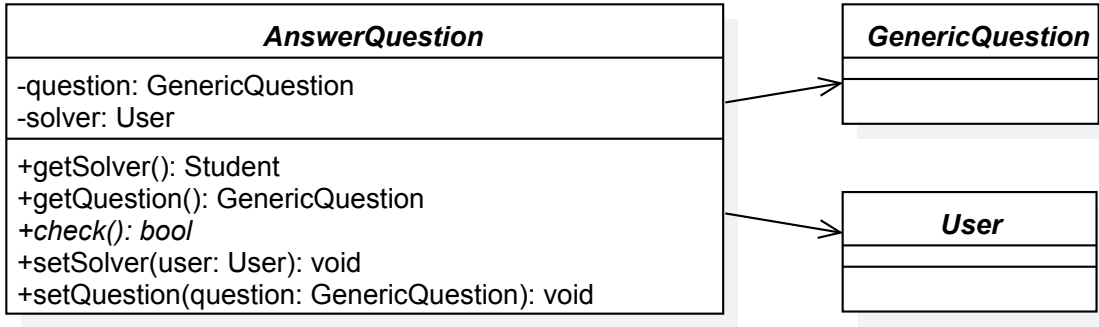 AnswerQuestion
-question: GenericQuestion
-solver: User
+getSolver(): Student
+getQuestion(): GenericQuestion
+check(): bool
+setSolver(user: User): void
+setQuestion(question: GenericQuestion): void
GenericQuestion
User